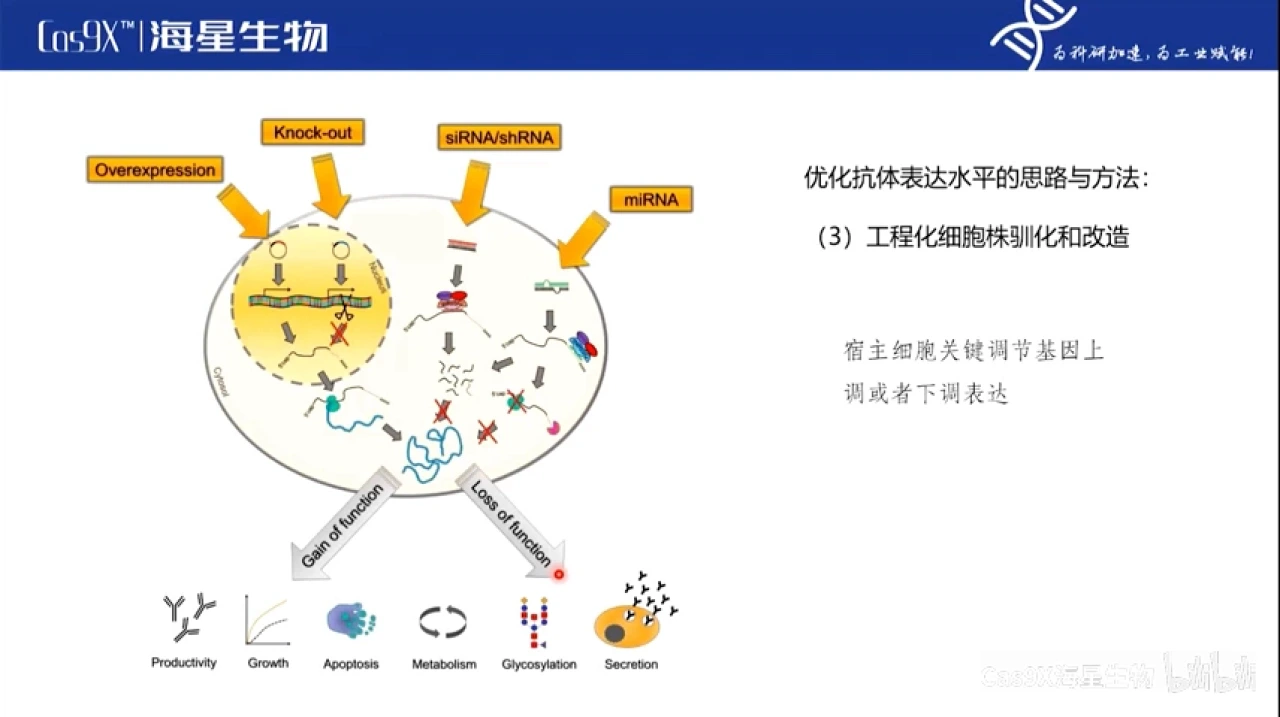 Cas9X™|海星生物
为科研加速，为工业赋能!
Knock-out
siRNA/shRNA
Overexpression
miRNA
Nucleus
Cytosol
Gain of function
Loss of function
Productivity
Growth
Apoptosis
Metabolism
Glycosylation
Secretion
优化抗体表达水平的思路与方法：
（3）工程化细胞株驯化和改造
宿主细胞关键调节基因上
调或者下调表达
Cas9X海星生物 bilibili